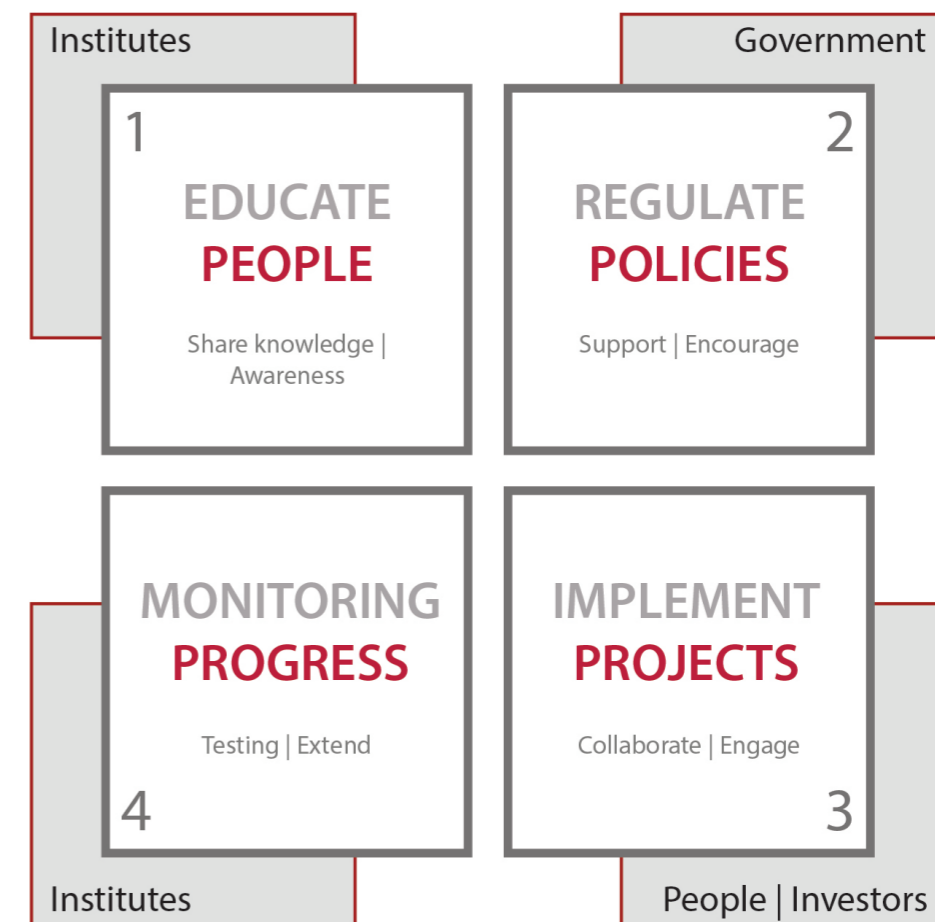 Institutes
1
EDUCATE
PEOPLE
Share knowledge |
Awareness
Government
2
REGULATE
POLICIES
Support | Encourage
MONITORING
PROGRESS
Testing | Extend
4
Institutes
IMPLEMENT
PROJECTS
Collaborate | Engage
3
People | Investors